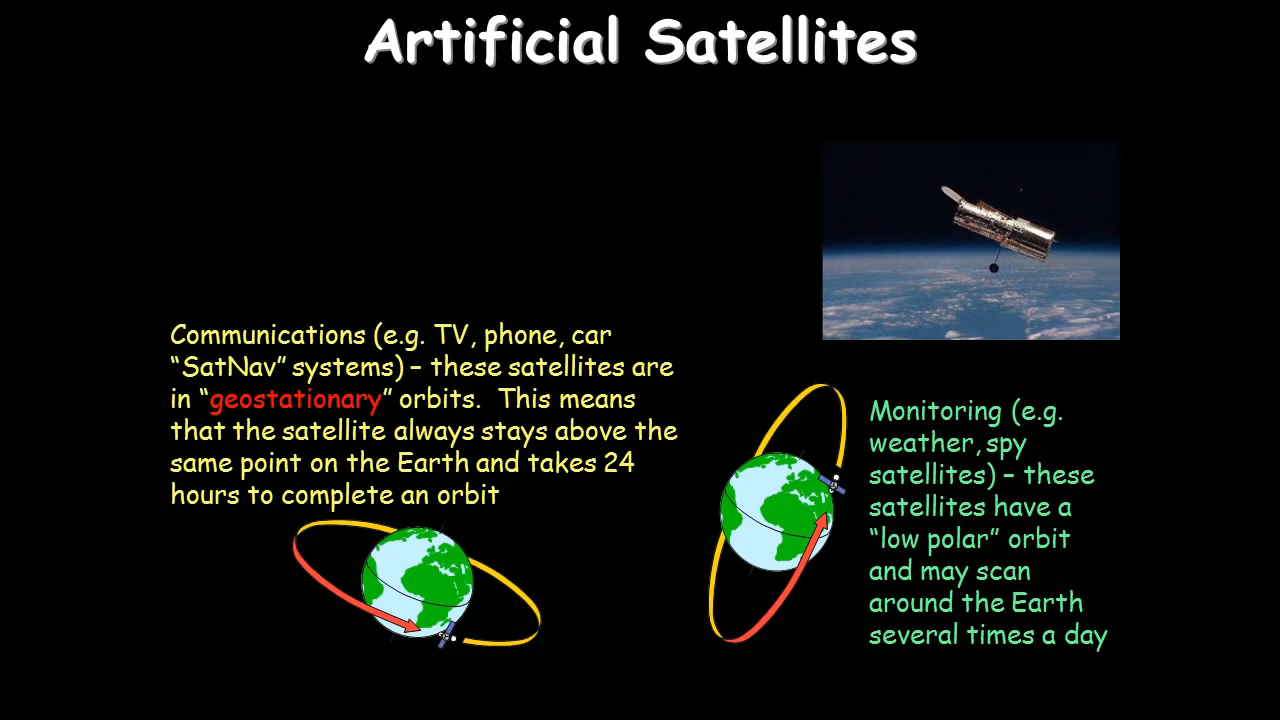 Artificial Satellites
Communications (e.g. TV, phone, car
“SatNav” systems) – these satellites are
in “geostationary” orbits.  This means
that the satellite always stays above the
same point on the Earth and takes 24
hours to complete an orbit
Monitoring (e.g.
weather, spy
satellites) – these
satellites have a
“low polar” orbit
and may scan
around the Earth
several times a day